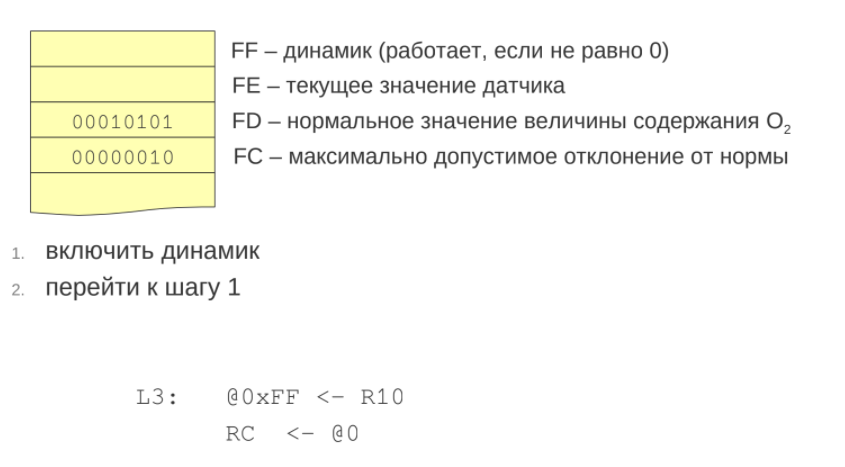 FF – динамик (работает, если не равно 0)
FE – текущее значение датчика
00010101 FD – нормальное значение величины содержания O₂
00000010 FC – максимально допустимое отклонение от нормы
1. включить динамик
2. перейти к шагу 1
L3: @0xFF <- R10
RC <- @0